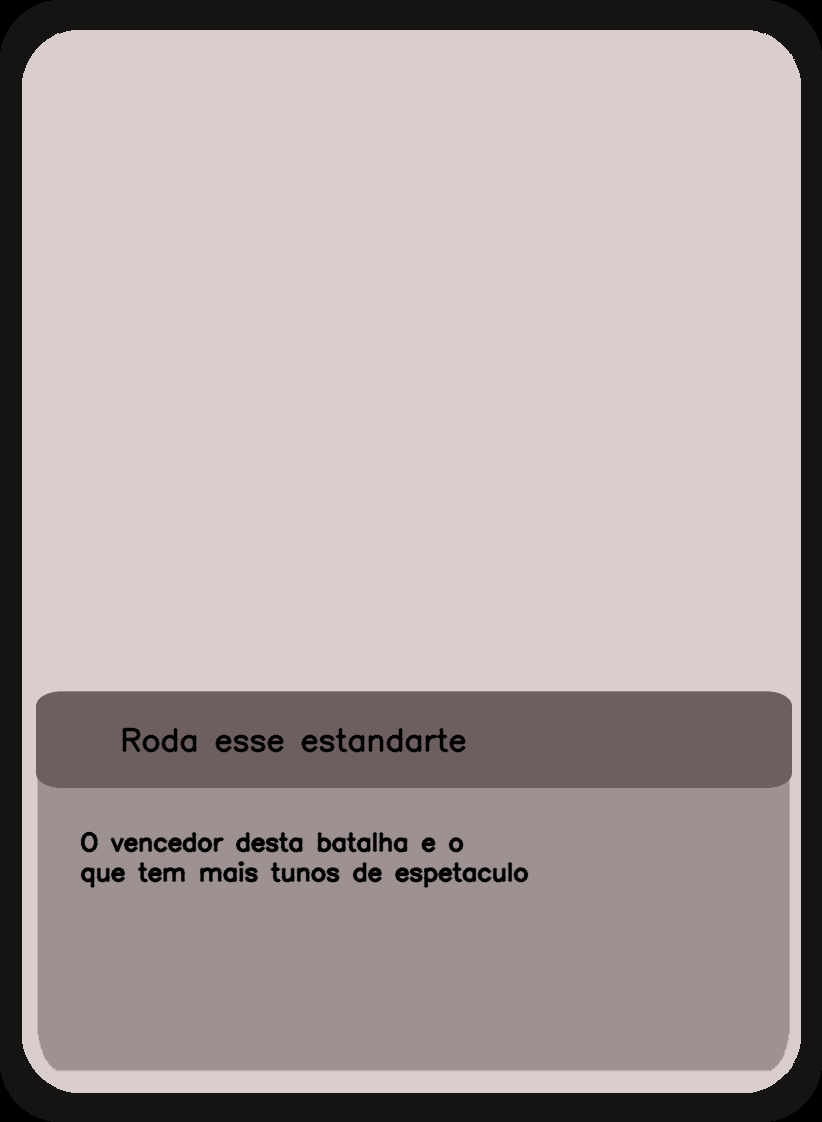 Roda esse estandarte
O vencedor desta batalha e o
que tem mais tunos de espetaculo